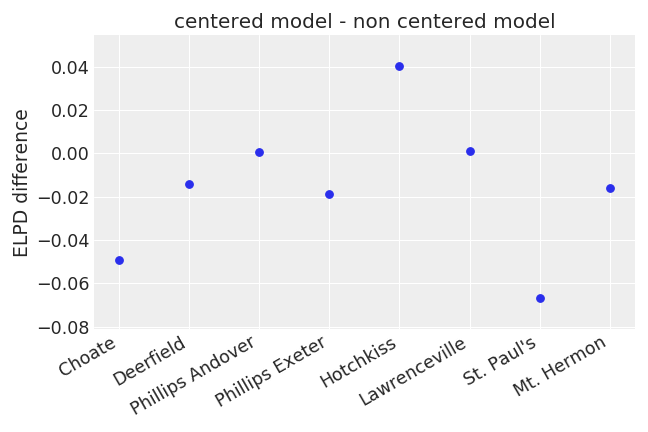 centered model - non centered model
ELPD difference
0.04
0.02
0.00
−0.02
−0.04
−0.06
−0.08
Choate
Deerfield
Phillips Andover
Phillips Exeter
Hotchkiss
Lawrenceville
St. Paul's
Mt. Hermon